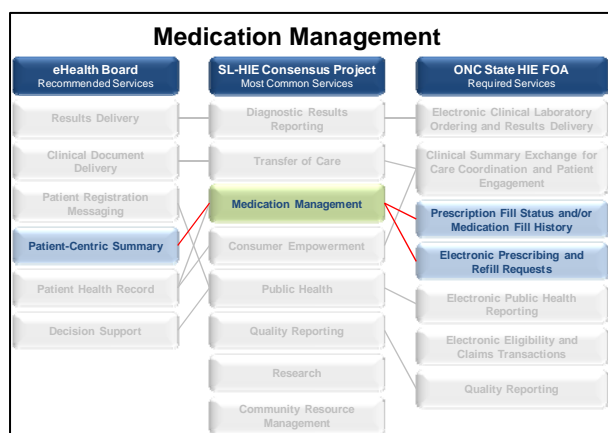 Medication Management
eHealth Board
Recommended Services
Results Delivery
Clinical Document
Delivery
Patient Registration
Messaging
Patient-Centric Summary
Patient Health Record
Decision Support
SL-HIE Consensus Project
Most Common Services
Diagnostic Results
Reporting
Transfer of Care
Medication Management
Consumer Empowerment
Public Health
Quality Reporting
Research
Community Resource
Management
ONC State HIE FOA
Required Services
Electronic Clinical Laboratory
Ordering and Results Delivery
Clinical Summary Exchange for
Care Coordination and Patient
Engagement
Prescription Fill Status and/or
Medication Fill History
Electronic Prescribing and
Refill Requests
Electronic Public Health
Reporting
Electronic Eligibility and
Claims Transactions
Quality Reporting